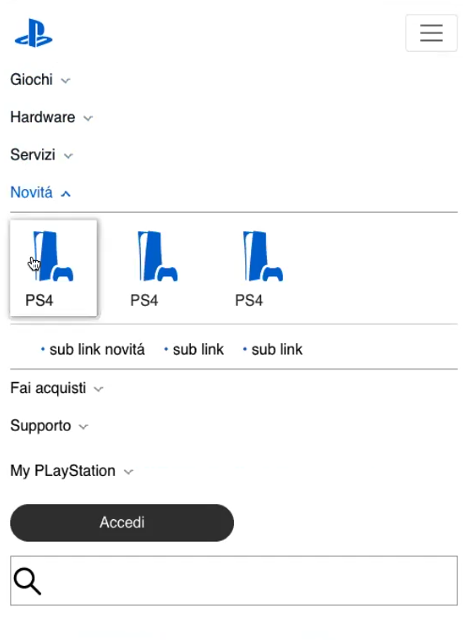 Giochi
Hardware
Servizi
Novitá
PS4 PS4 PS4
• sub link novitá • sub link • sub link
Fai acquisti
Supporto
My PLayStation
Accedi